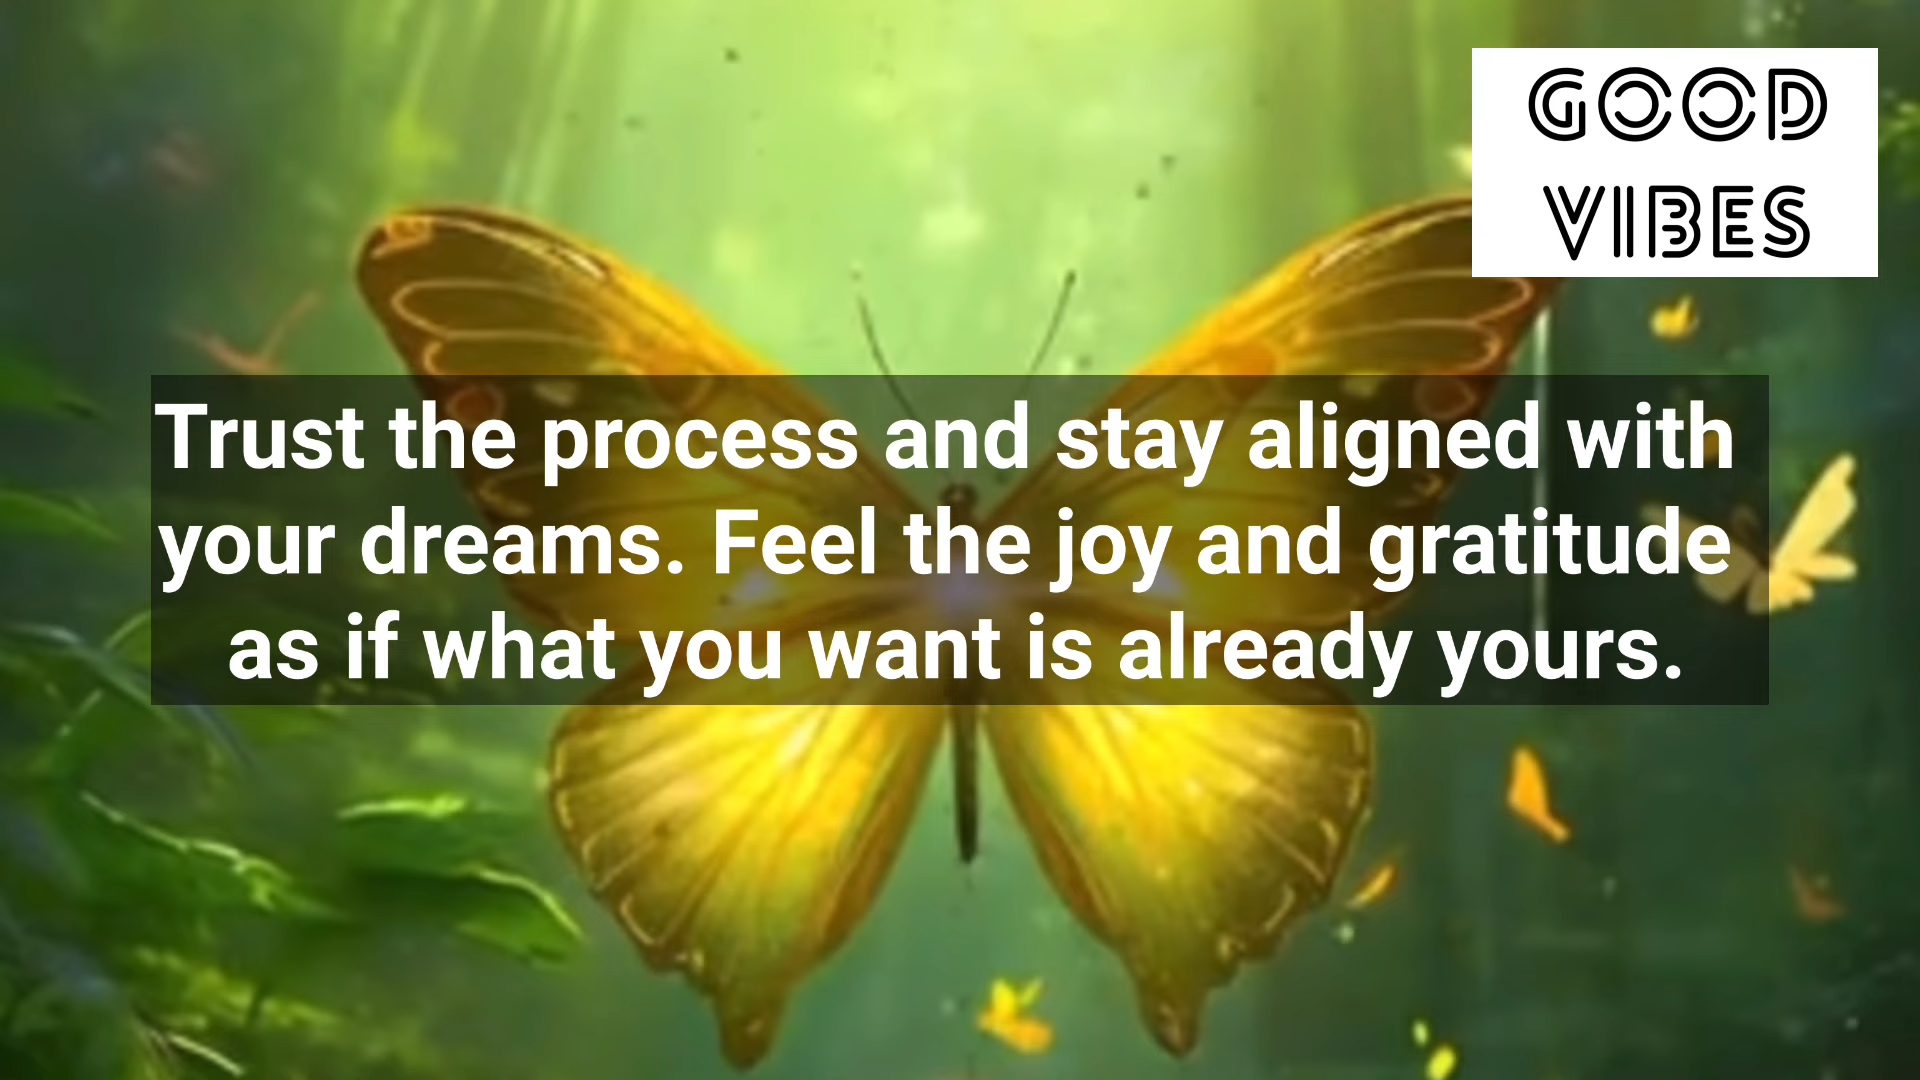 GOOD
VIBES
Trust the process and stay aligned with
your dreams. Feel the joy and gratitude
as if what you want is already yours.